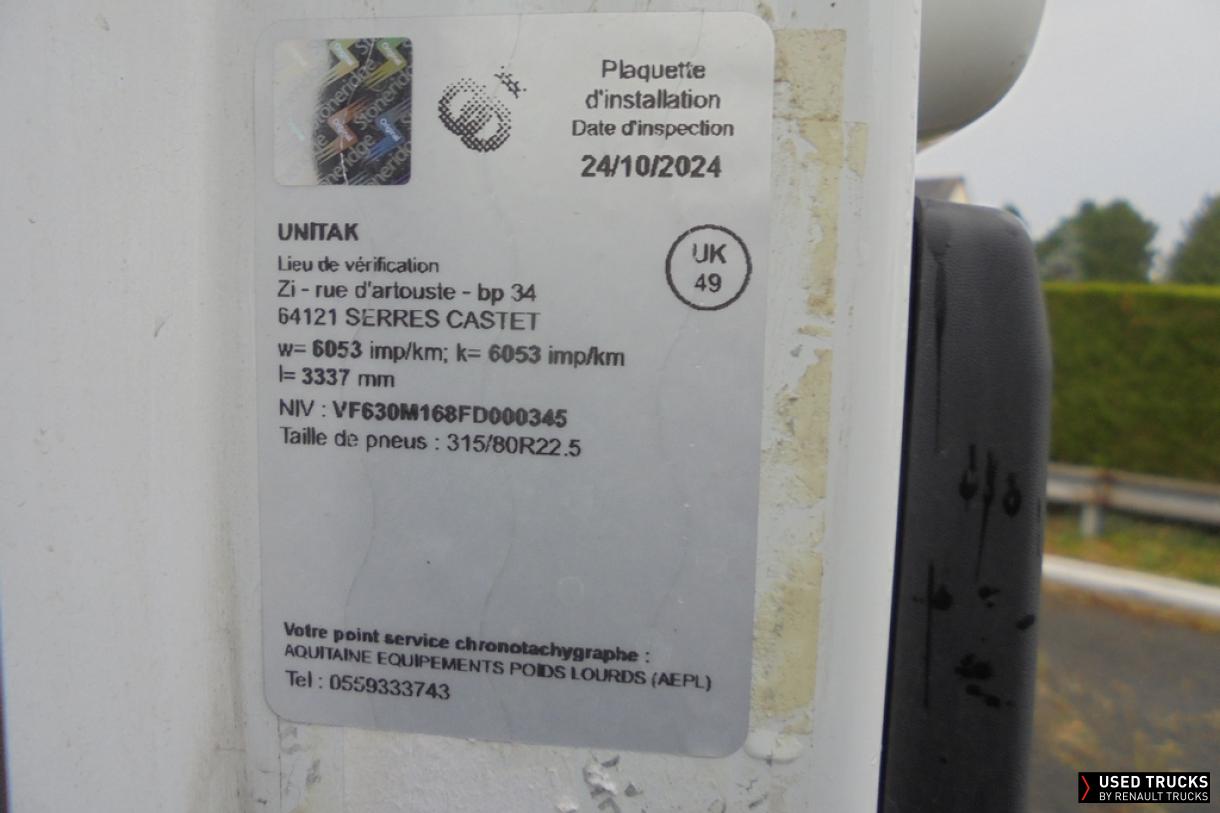 Plaquette
d'installation
Date d'inspection
24/10/2024
UNITAK
Lieu de vérification
Zi - rue d'artouste - bp 34
64121 SERRES CASTET
UK
49
w= 6053 imp/km; k= 6053 imp/km
l= 3337 mm
NIV : VF630M168FD000345
Taille de pneus : 315/80R22.5
Votre point service chronotachygraphe :
AQUITAINE EQUIPEMENTS POIDS LOURDS (AEPL)
Tel : 0559333743
USED TRUCKS
BY RENAULT TRUCKS